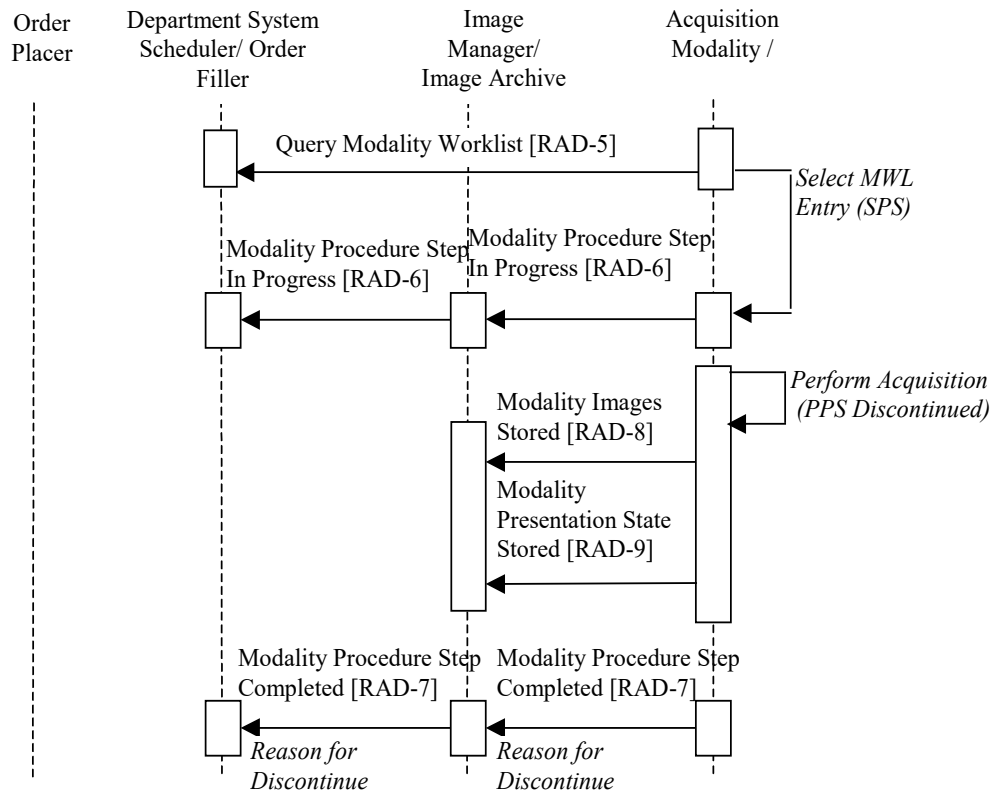 Order
Placer
Department System
Scheduler/ Order
Filler
Image
Manager/
Image Archive
Acquisition
Modality /
Query Modality Worklist [RAD-5]
Select MWL
Entry (SPS)
Modality Procedure Step
In Progress [RAD-6]
Modality Procedure Step
In Progress [RAD-6]
Perform Acquisition
(PPS Discontinued)
Modality Images
Stored [RAD-8]
Modality
Presentation State
Stored [RAD-9]
Modality Procedure Step
Completed [RAD-7]
Modality Procedure Step
Completed [RAD-7]
Reason for
Discontinue
Reason for
Discontinue